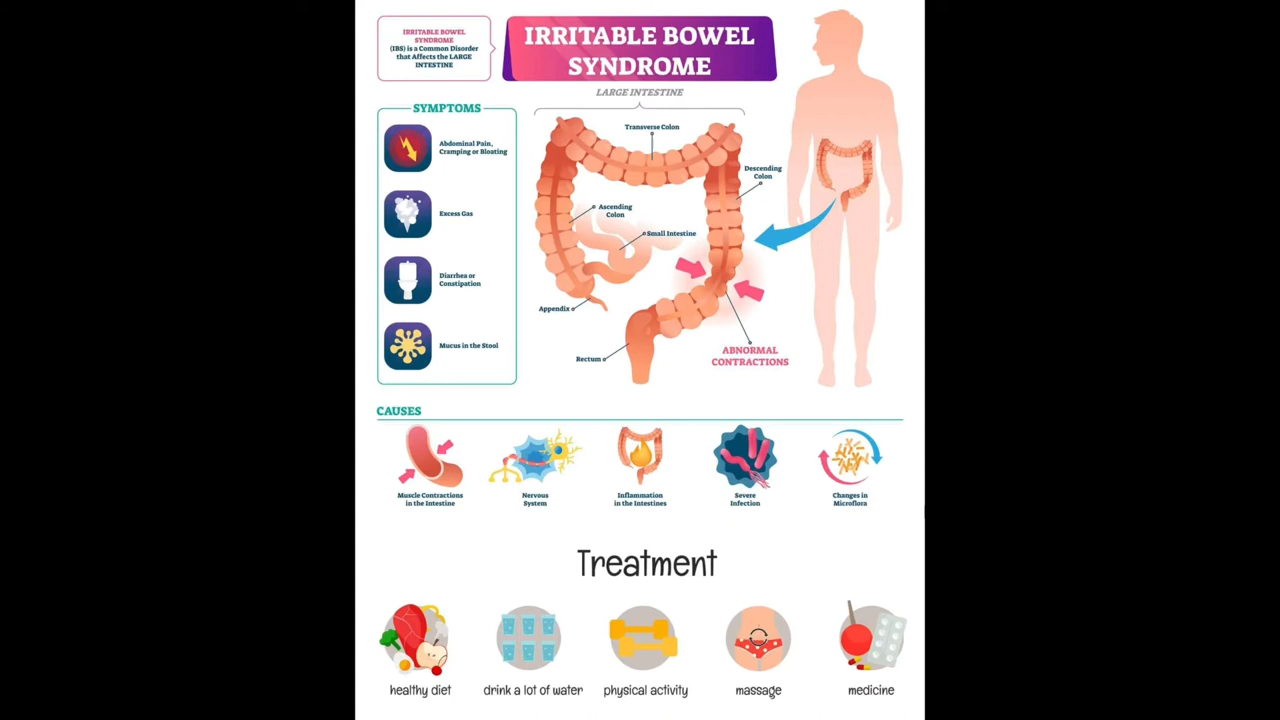 IRRITABLE BOWEL
SYNDROME
(IBS) is a Common Disorder
that Affects the LARGE
INTESTINE
IRRITABLE BOWEL
SYNDROME
LARGE INTESTINE
SYMPTOMS
Abdominal Pain,
Cramping or Bloating
Excess Gas
Diarrhea or
Constipation
Mucus in the Stool
Transverse Colon
Descending
Colon
Ascending
Colon
Small Intestine
Appendix
Rectum
ABNORMAL
CONTRACTIONS
CAUSES
Muscle Contractions
in the Intestine
Nervous
System
Inflammation
in the Intestines
Severe
Infection
Changes in
Microflora
Treatment
healthy diet
drink a lot of water
physical activity
massage
medicine